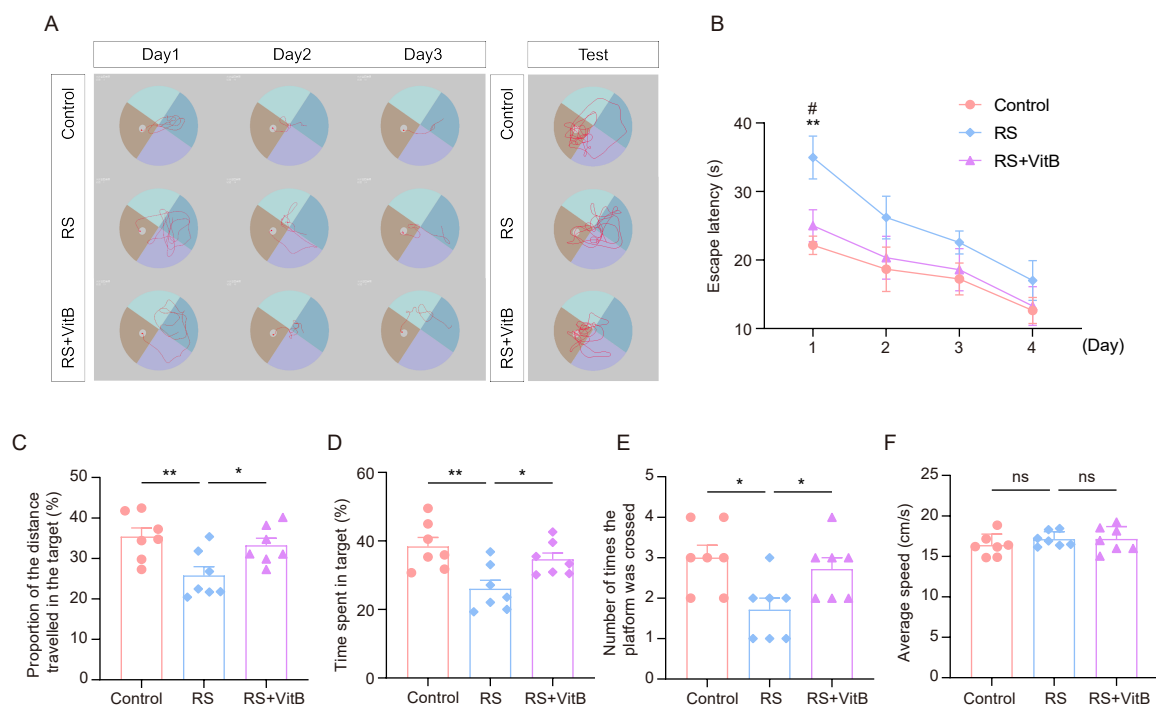 A
Day1
Day2
Day3
Test
Control
RS
RS+VitB
Control
RS
RS+VitB
B
Control
RS
RS+VitB
#
**
Escape latency (s)
40
30
20
10
1
2
3
4
(Day)
C
Proportion of the distance
travelled in the target (%)
50
40
30
20
10
0
**
*
Control
RS
RS+VitB
D
Time spent in target (%)
60
40
20
0
**
*
Control
RS
RS+VitB
E
Number of times the
platform was crossed
5
4
3
2
1
0
*
*
Control
RS
RS+VitB
F
Average speed (cm/s)
25
20
15
10
5
0
ns
ns
Control
RS
RS+VitB